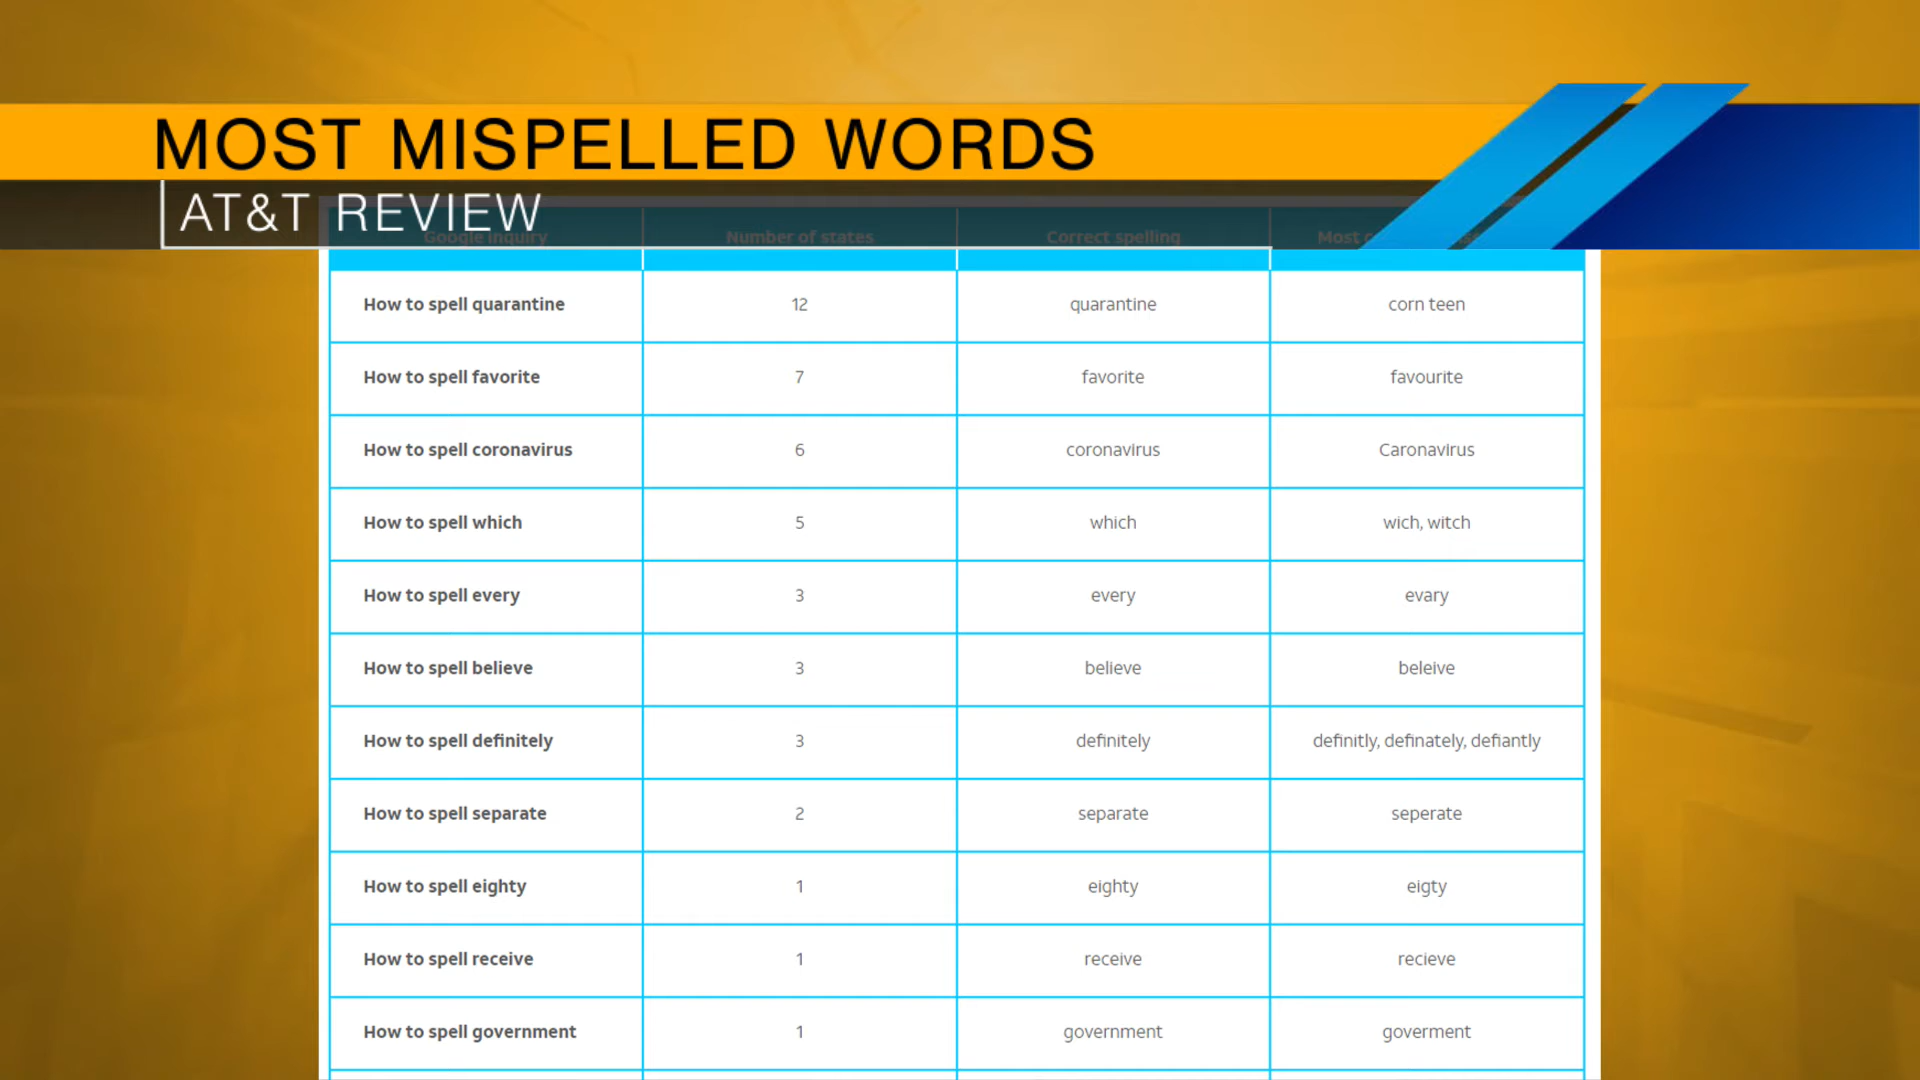 MOST MISPELLED WORDS
AT&T REVIEW
Google inquiry Number of states Correct spelling Most
How to spell quarantine 12 quarantine corn teen
How to spell favorite 7 favorite favourite
How to spell coronavirus 6 coronavirus Caronavirus
How to spell which 5 which wich, witch
How to spell every 3 every evary
How to spell believe 3 believe beleive
How to spell definitely 3 definitely definitly, definately, defiantly
How to spell separate 2 separate seperate
How to spell eighty 1 eighty eigty
How to spell receive 1 receive recieve
How to spell government 1 government goverment